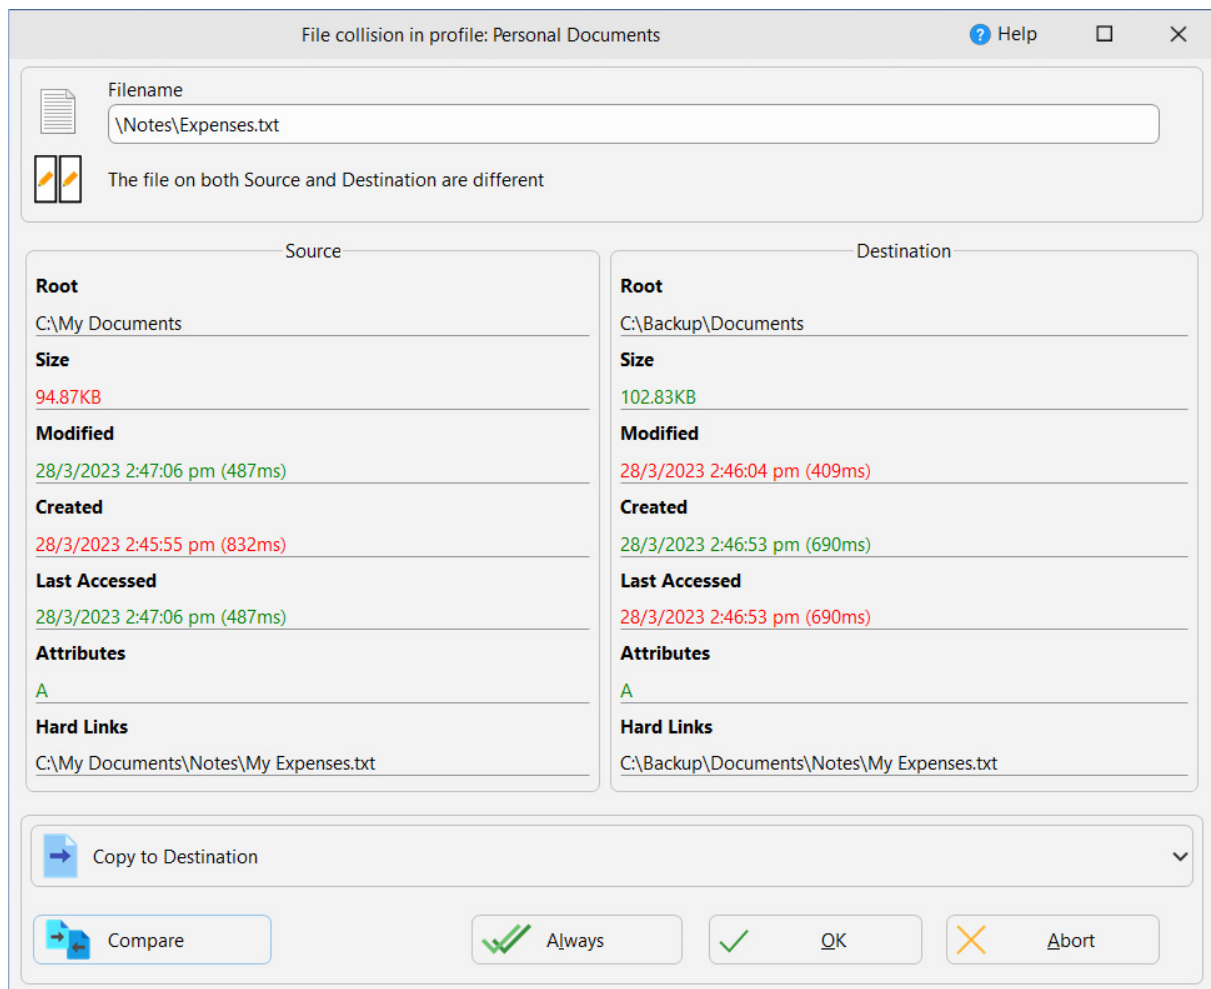 File collision in profile: Personal Documents
Help
Filename
\Notes\Expenses.txt
The file on both Source and Destination are different
Source
Root
C:\My Documents
Size
94.87KB
Modified
28/3/2023 2:47:06 pm (487ms)
Created
28/3/2023 2:45:55 pm (832ms)
Last Accessed
28/3/2023 2:47:06 pm (487ms)
Attributes
A
Hard Links
C:\My Documents\Notes\My Expenses.txt
Destination
Root
C:\Backup\Documents
Size
102.83KB
Modified
28/3/2023 2:46:04 pm (409ms)
Created
28/3/2023 2:46:53 pm (690ms)
Last Accessed
28/3/2023 2:46:53 pm (690ms)
Attributes
A
Hard Links
C:\Backup\Documents\Notes\My Expenses.txt
Copy to Destination
Compare
Always
OK
Abort